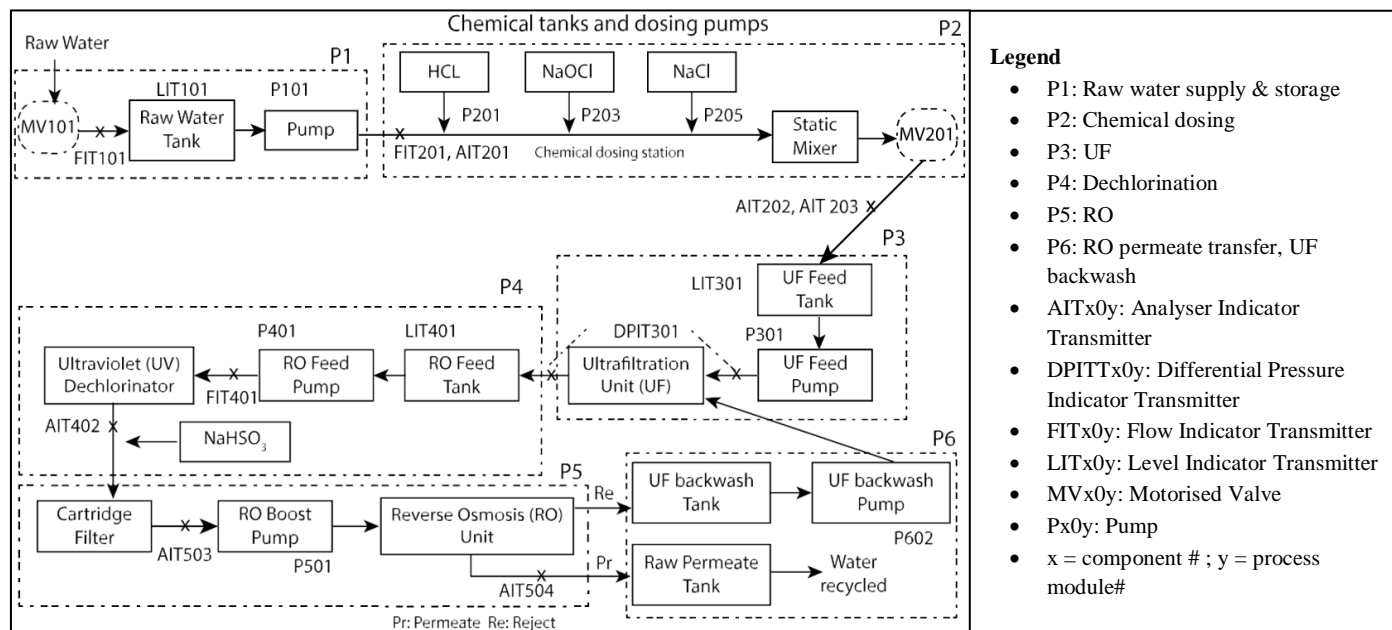 Chemical tanks and dosing pumps
P2
Raw Water
P1
LIT101
P101
MV101
FIT101
Raw Water
Tank
Pump
HCL
NaOCl
NaCl
P201
P203
P205
FIT201, AIT201
Chemical dosing station
Static
Mixer
MV201
AIT202, AIT 203
P3
LIT301
UF Feed
Tank
P301
UF Feed
Pump
DPIT301
Ultrafiltration
Unit (UF)
P4
LIT401
RO Feed
Tank
P401
RO Feed
Pump
FIT401
Ultraviolet (UV)
Dechlorinator
AIT402
NaHSO3
P5
Cartridge
Filter
AIT503
RO Boost
Pump
P501
Reverse Osmosis (RO)
Unit
AIT504
Re
Pr
P6
UF backwash
Tank
UF backwash
Pump
P602
Raw Permeate
Tank
Water
recycled
Pr: Permeate Re: Reject
Legend
• P1: Raw water supply & storage
• P2: Chemical dosing
• P3: UF
• P4: Dechlorination
• P5: RO
• P6: RO permeate transfer, UF
backwash
• AITx0y: Analyser Indicator
Transmitter
• DPITTx0y: Differential Pressure
Indicator Transmitter
• FITx0y: Flow Indicator Transmitter
• LITx0y: Level Indicator Transmitter
• MVx0y: Motorised Valve
• Px0y: Pump
• x = component # ; y = process
module#